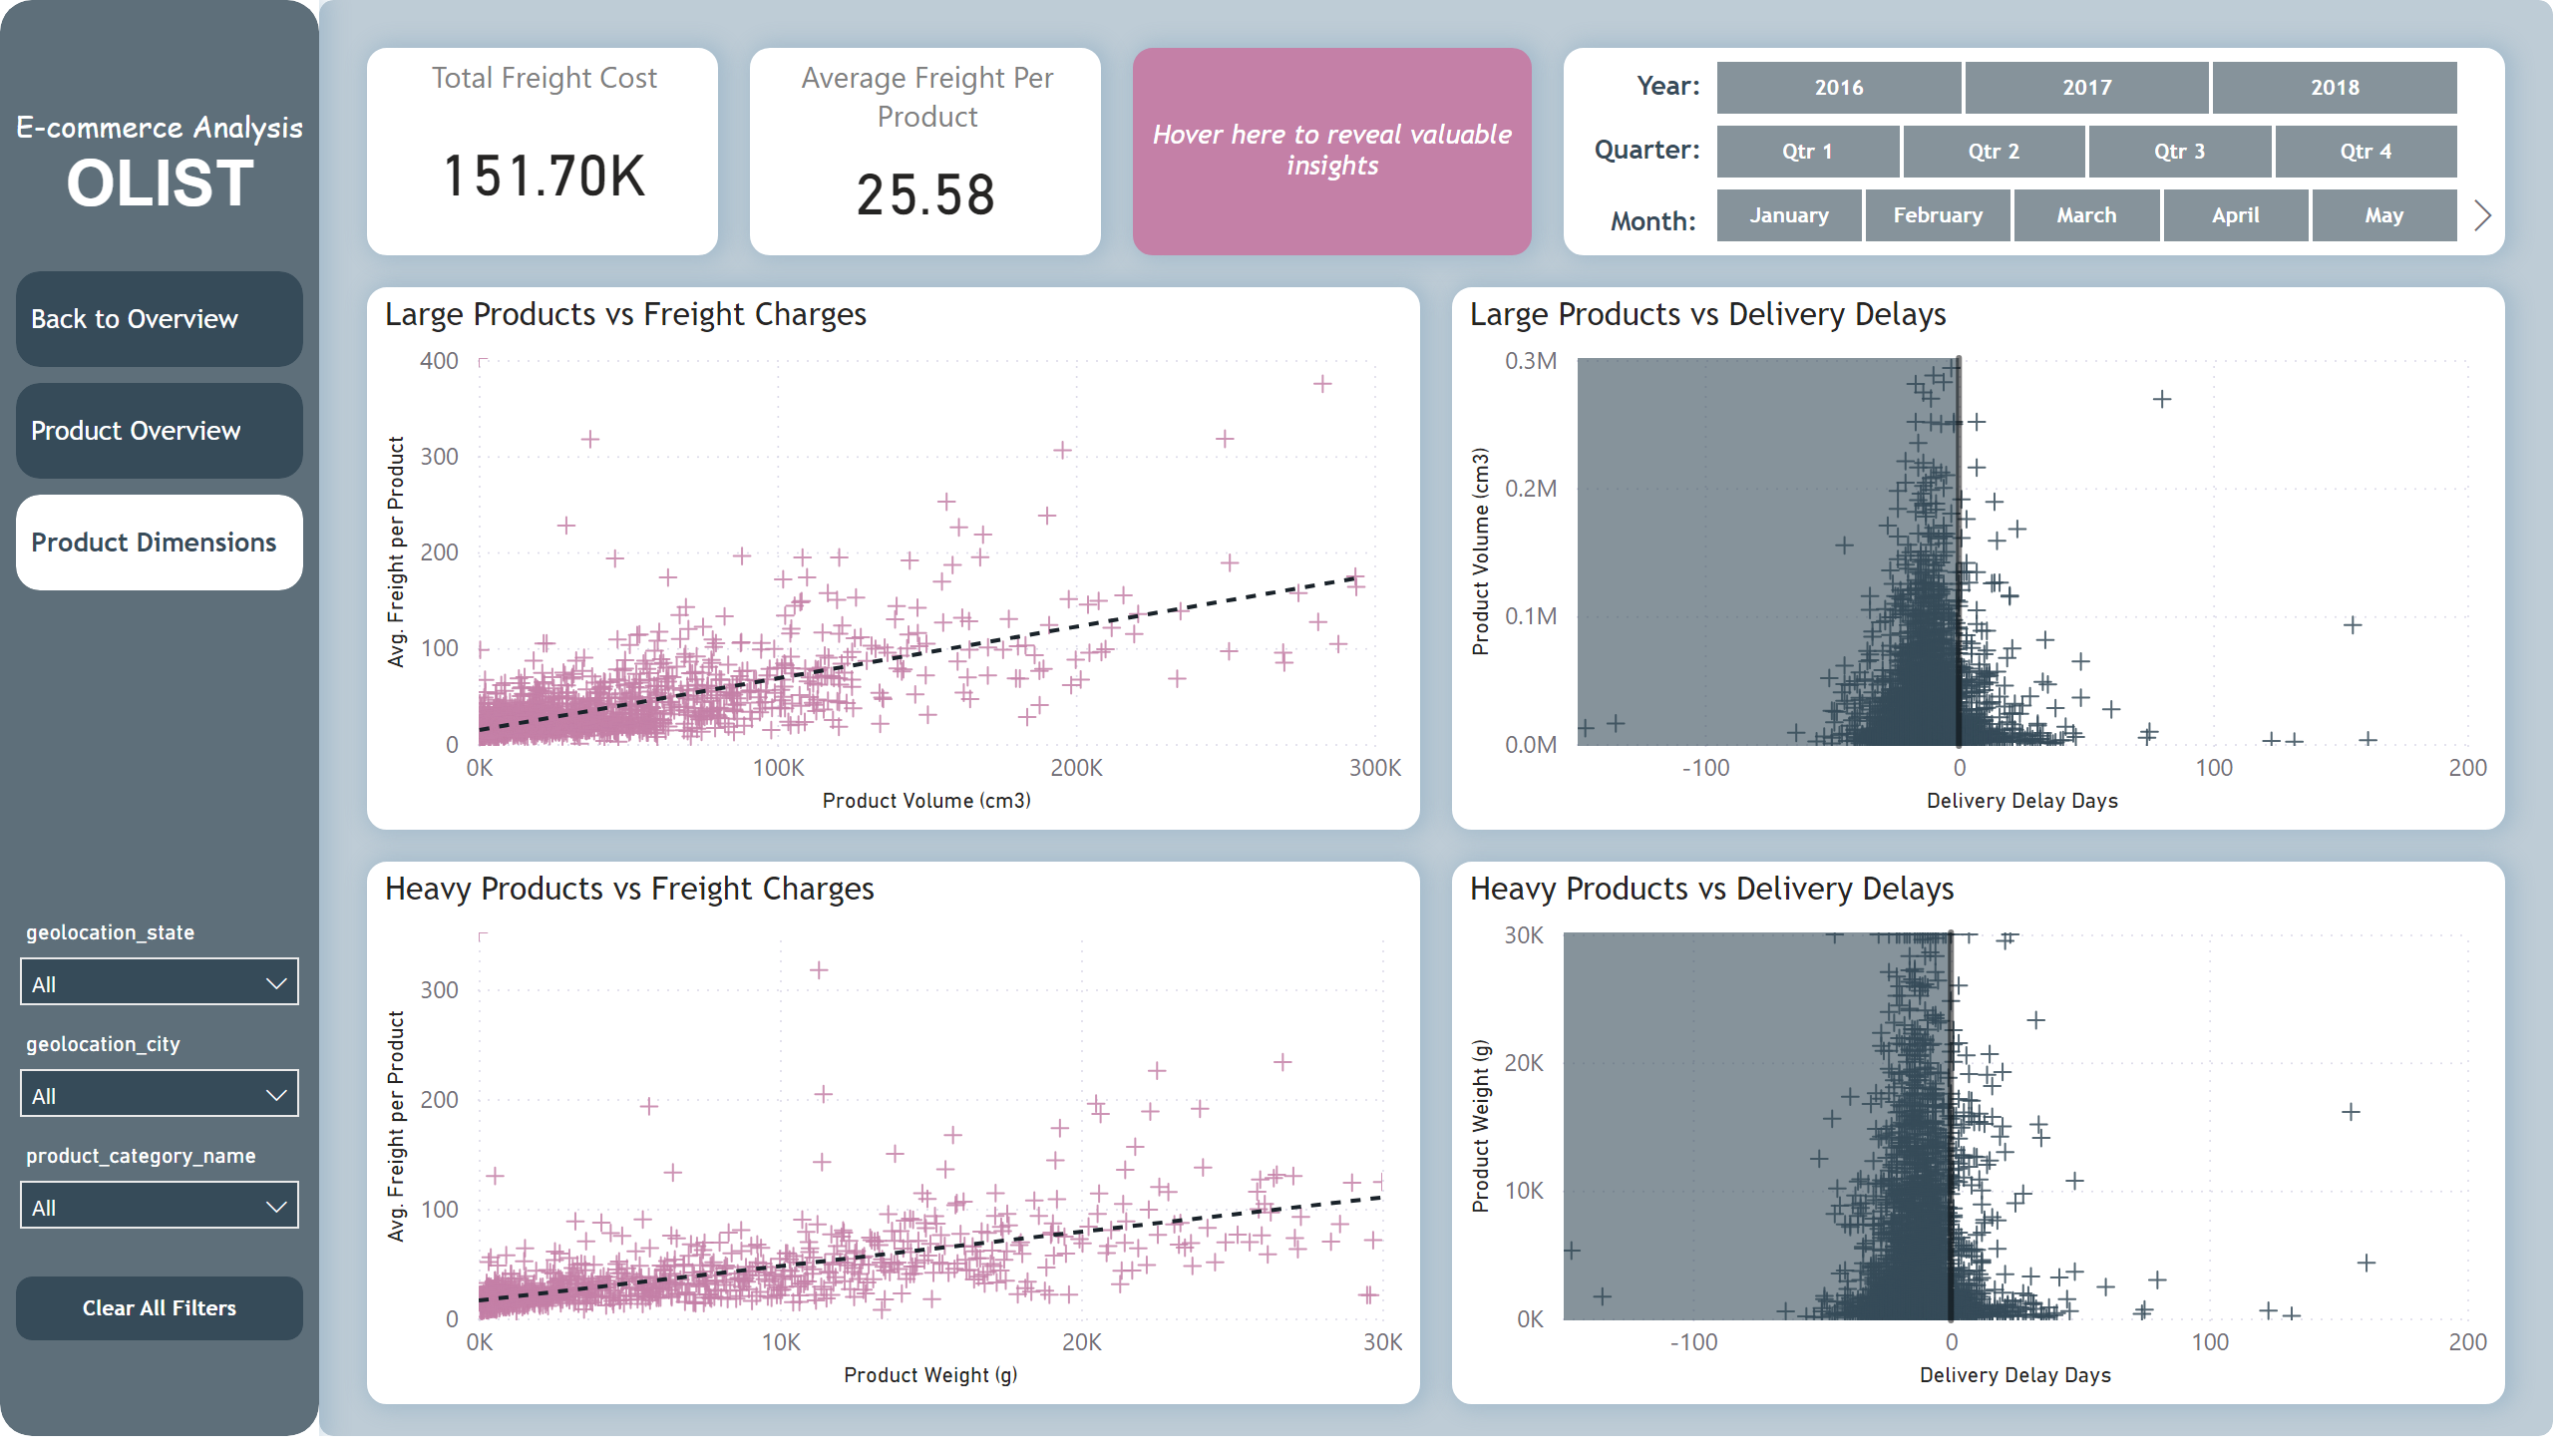 E-commerce Analysis
OLIST
Back to Overview
Product Overview
Product Dimensions
geolocation_state
All
geolocation_city
All
product_category_name
All
Clear All Filters
Total Freight Cost
151.70K
Average Freight Per
Product
25.58
Hover here to reveal valuable
insights
Year: 2016 2017 2018
Quarter: Qtr 1 Qtr 2 Qtr 3 Qtr 4
Month: January February March April May
Large Products vs Freight Charges
Avg. Freight per Product
400
300
200
100
0
0K 100K 200K 300K
Product Volume (cm3)
Large Products vs Delivery Delays
Product Volume (cm3)
0.3M
0.2M
0.1M
0.0M
-100 0 100 200
Delivery Delay Days
Heavy Products vs Freight Charges
Avg. Freight per Product
300
200
100
0
0K 10K 20K 30K
Product Weight (g)
Heavy Products vs Delivery Delays
Product Weight (g)
30K
20K
10K
0K
-100 0 100 200
Delivery Delay Days